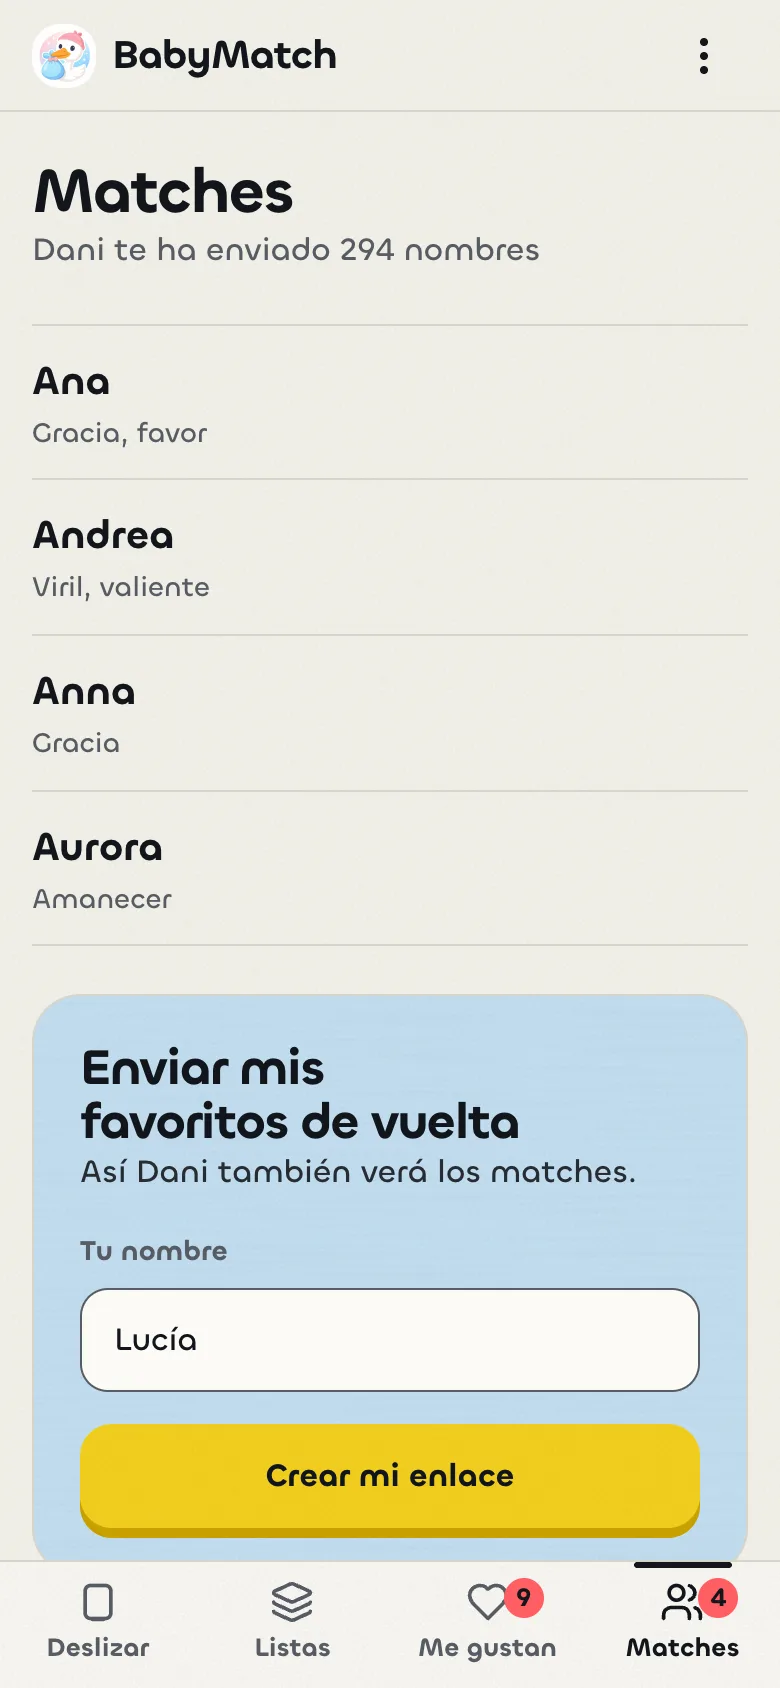 BabyMatch
Matches
Dani te ha enviado 294 nombres
Ana
Gracia, favor
Andrea
Viril, valiente
Anna
Gracia
Aurora
Amanecer
Enviar mis
favoritos de vuelta
Así Dani también verá los matches.
Tu nombre
Lucía
Crear mi enlace
9
4
Deslizar
Listas
Me gustan
Matches